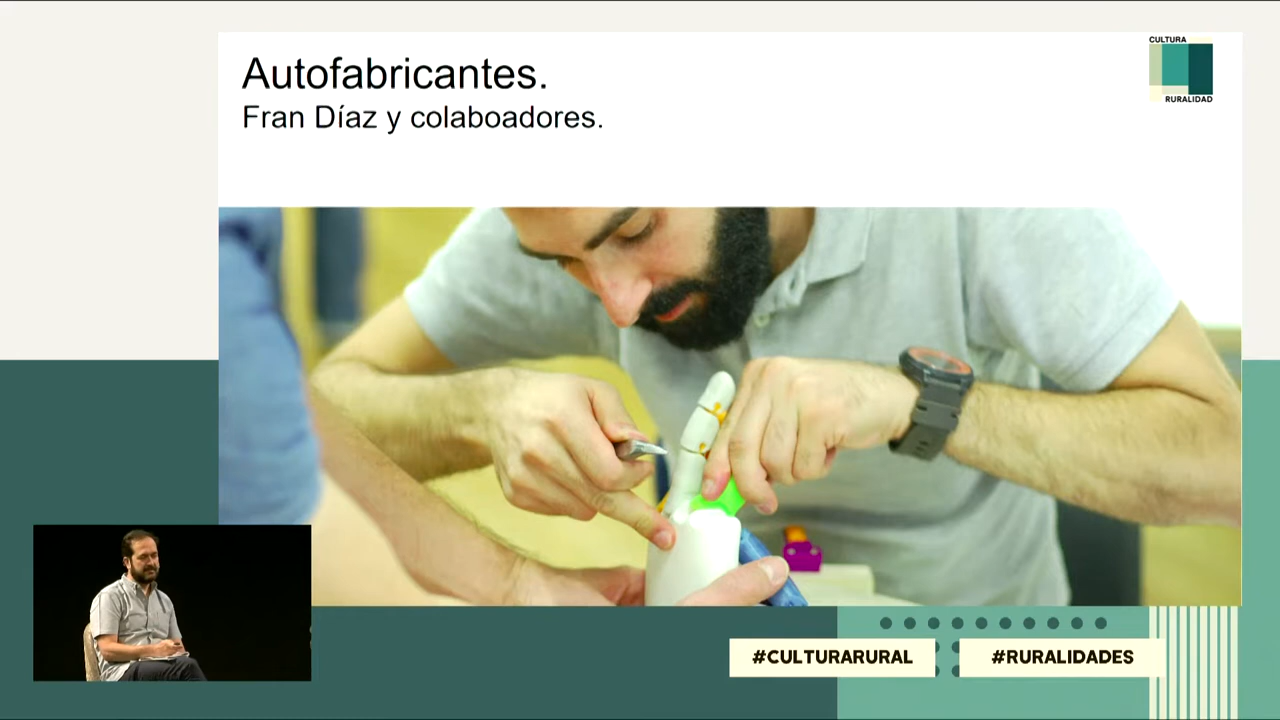 Autofabricantes.
Fran Díaz y colaboadores.
CULTURA
RURALIDAD
#CULTURARURAL
#RURALIDADES